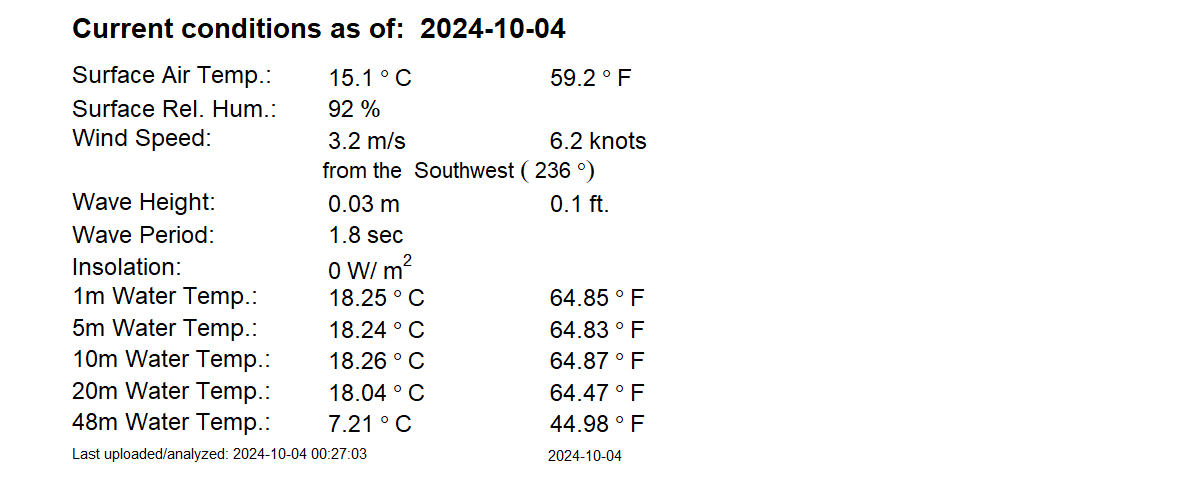 Current conditions as of: 2024-10-04
Surface Air Temp.: 15.1 ° C 59.2 ° F
Surface Rel. Hum.: 92 %
Wind Speed: 3.2 m/s 6.2 knots
from the Southwest ( 236 °)
Wave Height: 0.03 m 0.1 ft.
Wave Period: 1.8 sec
Insolation: 0 W/ m²
1m Water Temp.: 18.25 ° C 64.85 ° F
5m Water Temp.: 18.24 ° C 64.83 ° F
10m Water Temp.: 18.26 ° C 64.87 ° F
20m Water Temp.: 18.04 ° C 64.47 ° F
48m Water Temp.: 7.21 ° C 44.98 ° F
Last uploaded/analyzed: 2024-10-04 00:27:03 2024-10-04